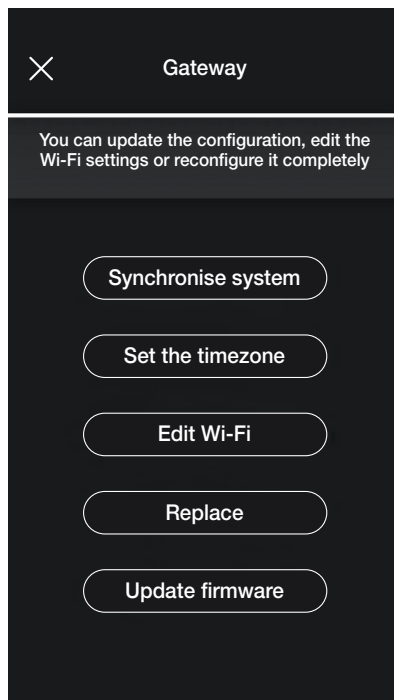 Gateway
You can update the configuration, edit the
Wi-Fi settings or reconfigure it completely
Synchronise system
Set the timezone
Edit Wi-Fi
Replace
Update firmware